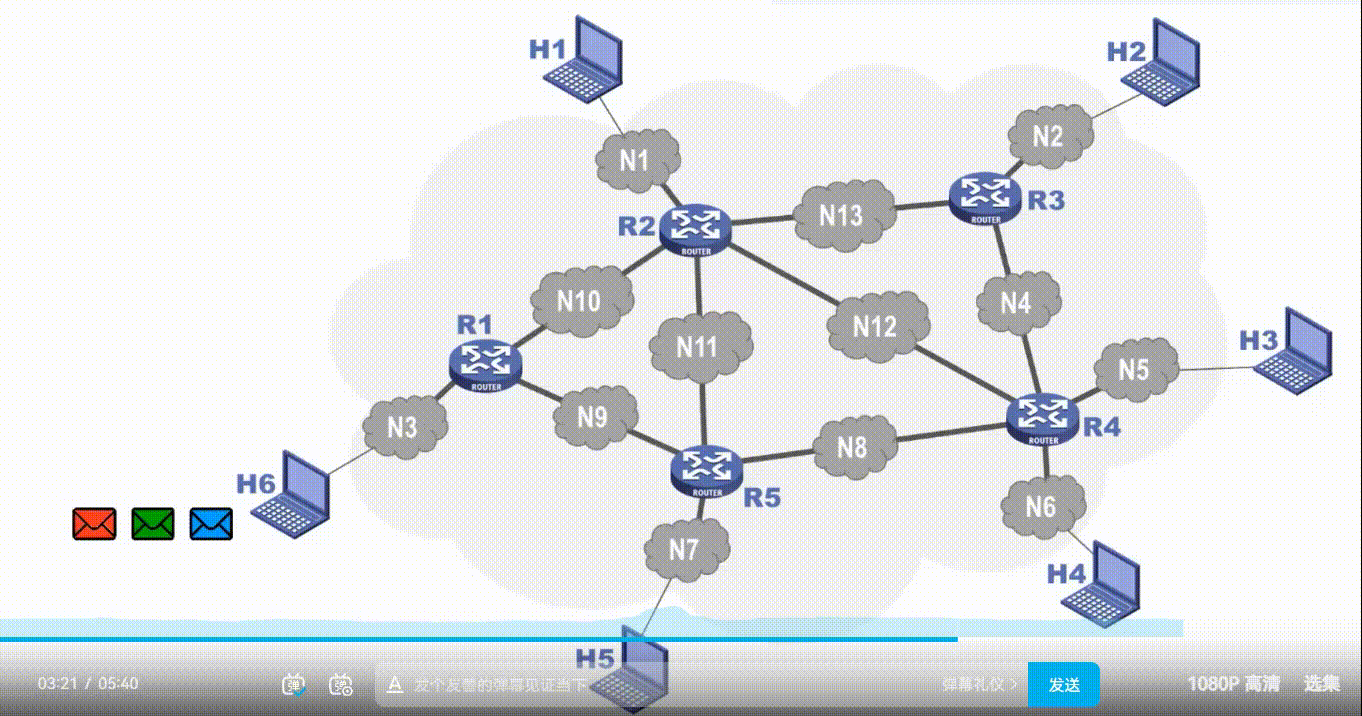 H1
H2
N1
N2
R2
N13
R3
ROUTER
ROUTER
N10
N4
R1
N11
N12
H3
N5
ROUTER
N3
N9
N8
R4
ROUTER
H6
R5
ROUTER
N6
N7
H4
H5
03:21 / 05:40
弹
弹
A 发个友善的弹幕见证当下
弹幕礼仪 >
发送
1080P 高清
选集